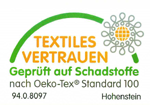 TEXTILES
VERTRAUEN
Geprüft auf Schadstoffe
nach Oeko-Tex® Standard 100
94.0.8097 Hohenstein